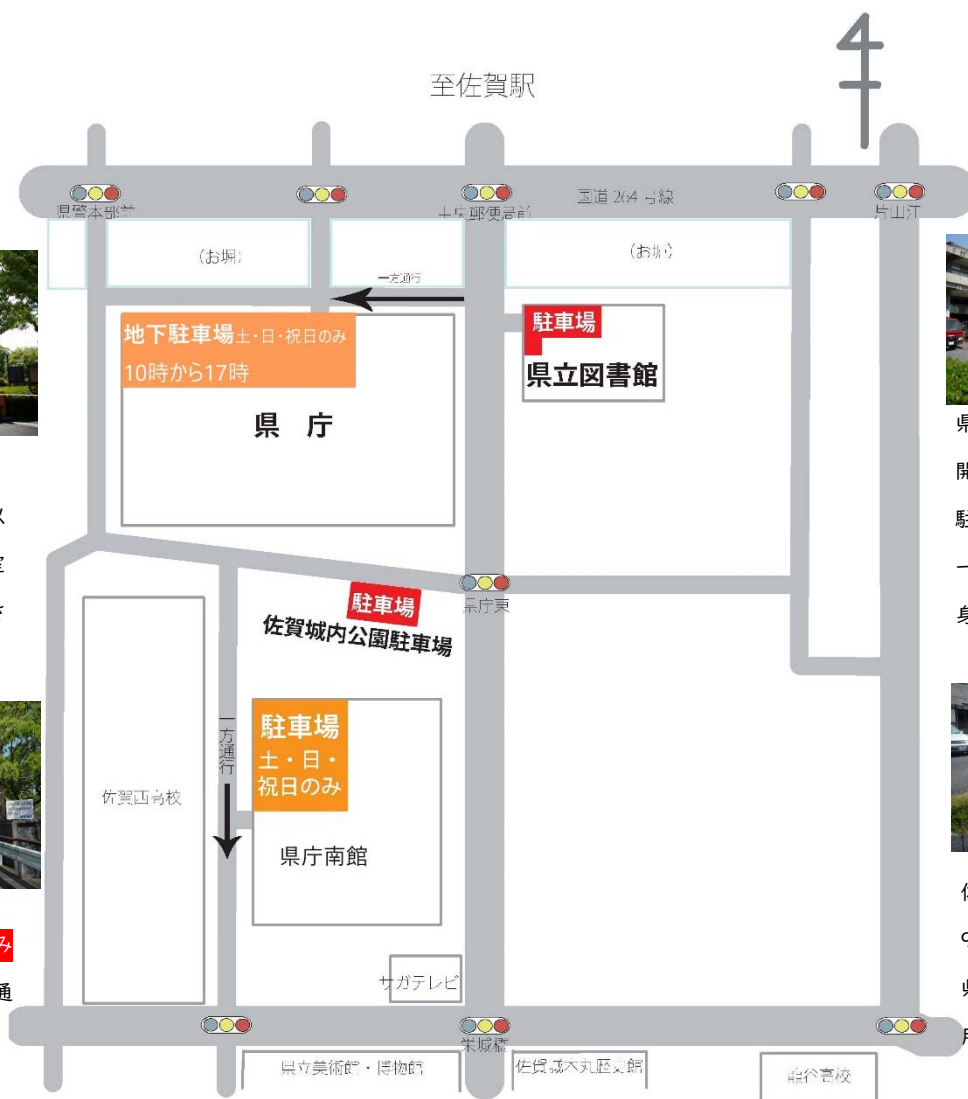 至佐賀駅
国道264号線
県警本部前
片山江
(お堀)
(お堀)
一方通行
地下駐車場土・日・祝日のみ
10時から17時
県 庁
駐車場
県立図書館
県庁東
駐車場
佐賀城内公園駐車場
一方通行
佐賀西高校
駐車場
土・日・
祝日のみ
県庁南館
サガテレビ
栄城橋
県立美術館・博物館
佐賀城本丸歴史館
龍谷高校
開
駐
一
身
み
通